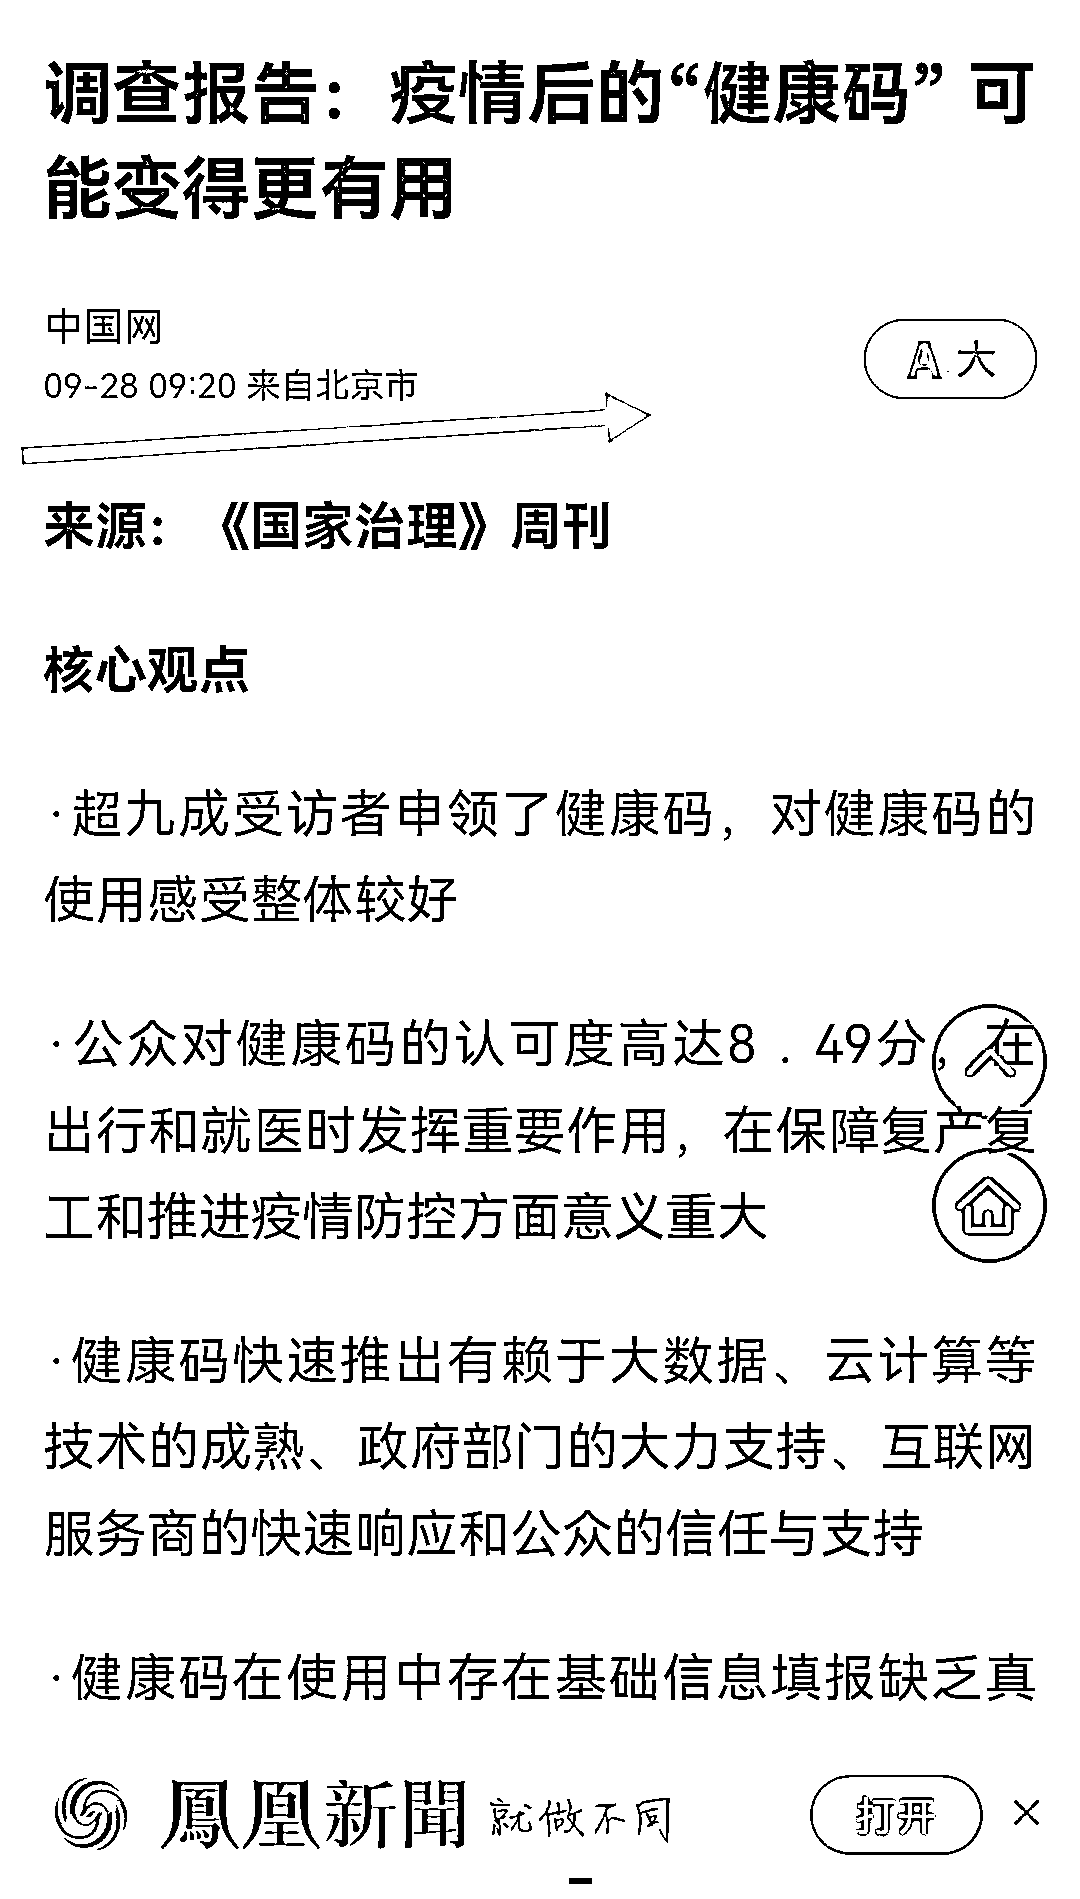 调查报告：疫情后的“健康码”可
能变得更有用
中国网
09-28 09:20 来自北京市
A 大
来源：《国家治理》周刊
核心观点
·超九成受访者申领了健康码，对健康码的
使用感受整体较好
·公众对健康码的认可度高达8．49分，在
出行和就医时发挥重要作用，在保障复产复
工和推进疫情防控方面意义重大
·健康码快速推出有赖于大数据、云计算等
技术的成熟、政府部门的大力支持、互联网
服务商的快速响应和公众的信任与支持
·健康码在使用中存在基础信息填报缺乏真
鳳凰新聞 就做不同 打开 ×